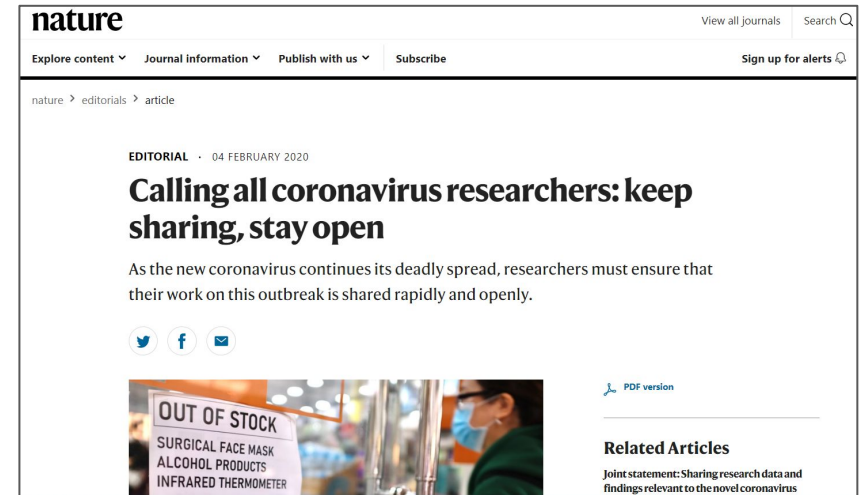 nature
View all journals
Search
Explore content
Journal information
Publish with us
Subscribe
Sign up for alerts
nature > editorials > article
EDITORIAL · 04 FEBRUARY 2020
Calling all coronavirus researchers: keep
sharing, stay open
As the new coronavirus continues its deadly spread, researchers must ensure that
their work on this outbreak is shared rapidly and openly.
PDF version
OUT OF STOCK
SURGICAL FACE MASK
ALCOHOL PRODUCTS
INFRARED THERMOMETER
Related Articles
Joint statement: Sharing research data and
findings relevant to the novel coronavirus